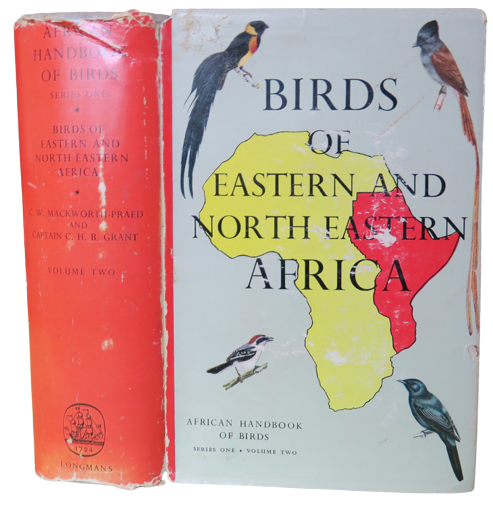 AFRICAN
HANDBOOK
OF BIRDS
SERIES ONE
BIRDS OF
EASTERN AND
NORTH EASTERN
AFRICA
C. W. MACKWORTH-PRAED
AND
CAPTAIN C. H. B. GRANT
VOLUME TWO
1724
LONGMANS
BIRDS
OF
EASTERN AND
NORTH EASTERN
AFRICA
AFRICAN HANDBOOK
OF BIRDS
SERIES ONE • VOLUME TWO